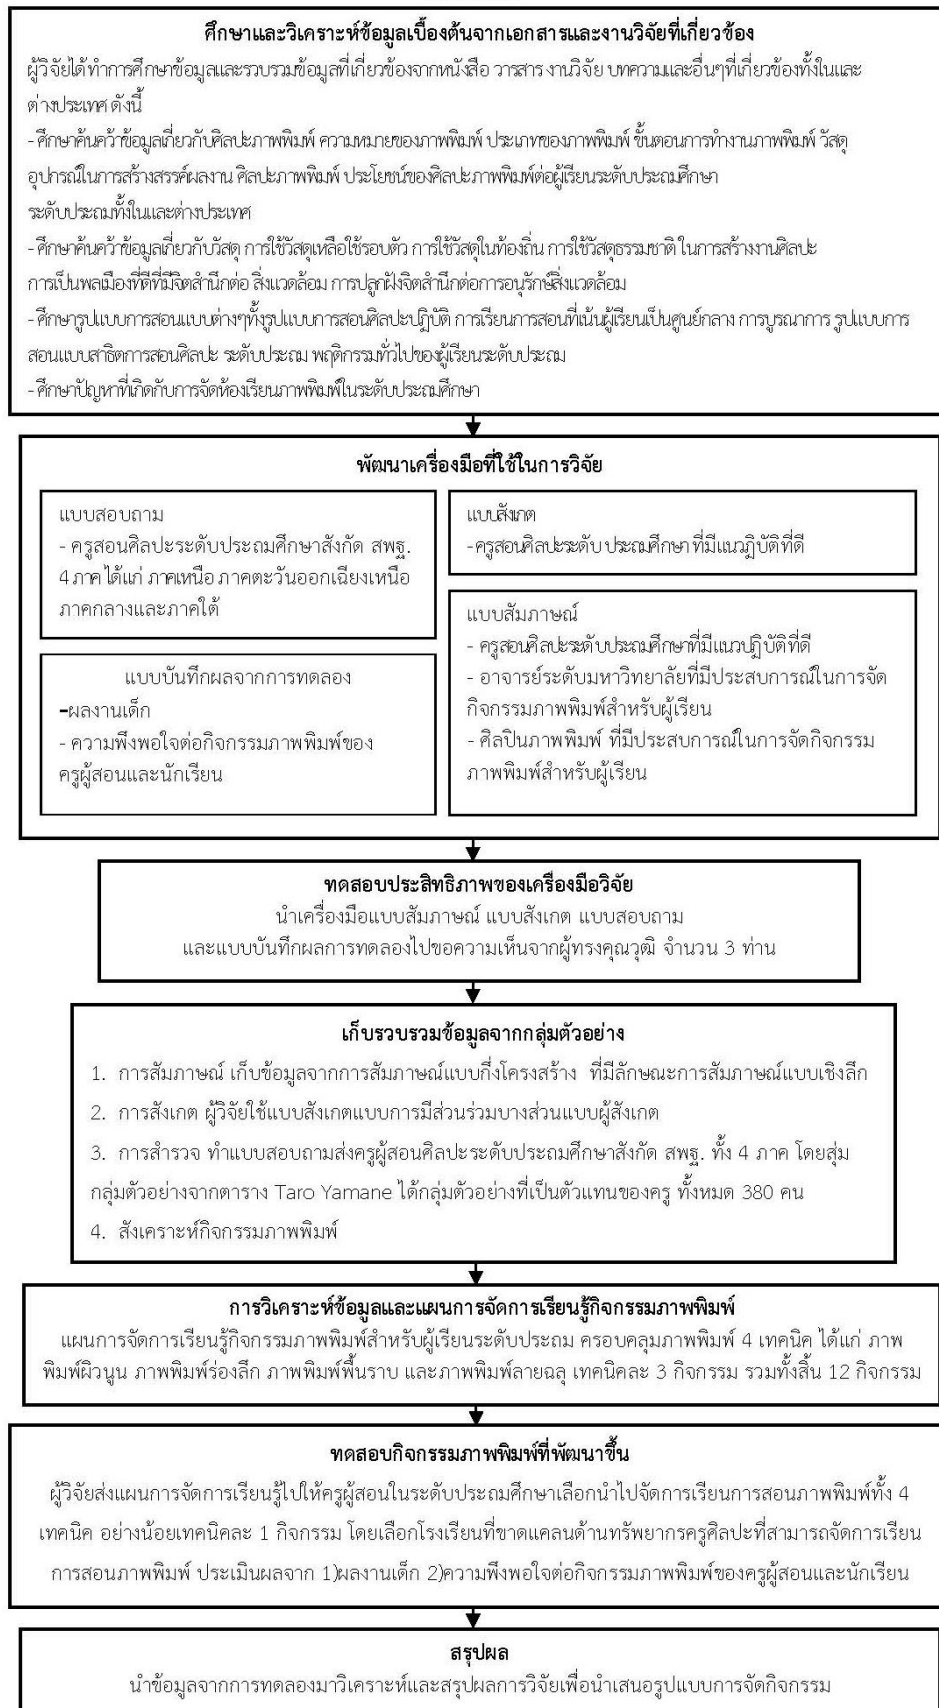 ศึกษาและวิเคราะห์ข้อมูลเบื้องต้นจากเอกสารและงานวิจัยที่เกี่ยวข้อง
ผู้วิจัยได้ทำการศึกษาข้อมูลและรวบรวมข้อมูลที่เกี่ยวข้องจากหนังสือ วารสาร งานวิจัย บทความและอื่นๆที่เกี่ยวข้องทั้งในและ
ต่างประเทศ ดังนี้
- ศึกษาค้นคว้าข้อมูลเกี่ยวกับศิลปะภาพพิมพ์ ความหมายของภาพพิมพ์ ประเภทของภาพพิมพ์ ขั้นตอนการทำงานภาพพิมพ์ วัสดุ
อุปกรณ์ในการสร้างสรรค์ผลงาน ศิลปะภาพพิมพ์ ประโยชน์ของศิลปะภาพพิมพ์ต่อผู้เรียนระดับประถมศึกษา
ระดับประถมทั้งในและต่างประเทศ
- ศึกษาค้นคว้าข้อมูลเกี่ยวกับวัสดุ การใช้วัสดุเหลือใช้รอบตัว การใช้วัสดุในท้องถิ่น การใช้วัสดุธรรมชาติ ในการสร้างงานศิลปะ
การเป็นพลเมืองที่ดีที่มีจิตสำนึกต่อ สิ่งแวดล้อม การปลูกฝังจิตสำนึกต่อการอนุรักษ์สิ่งแวดล้อม
- ศึกษารูปแบบการสอนแบบต่างๆทั้งรูปแบบการสอนศิลปะปฏิบัติ การเรียนการสอนที่เน้นผู้เรียนเป็นศูนย์กลาง การบูรณาการ รูปแบบการ
สอนแบบสาธิตการสอนศิลปะ ระดับประถม พฤติกรรมทั่วไปของผู้เรียนระดับประถม
- ศึกษาปัญหาที่เกิดกับการจัดห้องเรียนภาพพิมพ์ในระดับประถมศึกษา
พัฒนาเครื่องมือที่ใช้ในการวิจัย
แบบสอบถาม
- ครูสอนศิลปะระดับประถมศึกษาสังกัด สพฐ.
4 ภาค ได้แก่ ภาคเหนือ ภาคตะวันออกเฉียงเหนือ
ภาคกลางและภาคใต้
แบบบันทึกผลจากการทดลอง
-ผลงานเด็ก
- ความพึงพอใจต่อกิจกรรมภาพพิมพ์ของ
ครูผู้สอนและนักเรียน
แบบสังเกต
-ครูสอนศิลปะระดับ ประถมศึกษา ที่มีแนวฏิบัติที่ดี
แบบสัมภาษณ์
- ครูสอนศิลปะระดับประถมศึกษาที่มีแนวปฏิบัติที่ดี
- อาจารย์ระดับมหาวิทยาลัยที่มีประสบการณ์ในการจัด
กิจกรรมภาพพิมพ์สำหรับผู้เรียน
- ศิลปินภาพพิมพ์ ที่มีประสบการณ์ในการจัดกิจกรรม
ภาพพิมพ์สำหรับผู้เรียน
ทดสอบประสิทธิภาพของเครื่องมือวิจัย
นำเครื่องมือแบบสัมภาษณ์ แบบสังเกต แบบสอบถาม
และแบบบันทึกผลการทดลองไปขอความเห็นจากผู้ทรงคุณวุฒิ จำนวน 3 ท่าน
เก็บรวบรวมข้อมูลจากกลุ่มตัวอย่าง
1. การสัมภาษณ์ เก็บข้อมูลจากการสัมภาษณ์แบบกึ่งโครงสร้าง ที่มีลักษณะการสัมภาษณ์แบบเชิงลึก
2. การสังเกต ผู้วิจัยใช้แบบสังเกตแบบการมีส่วนร่วมบางส่วนแบบผู้สังเกต
3. การสำรวจ ทำแบบสอบถามส่งครูผู้สอนศิลปะระดับประถมศึกษาสังกัด สพฐ. ทั้ง 4 ภาค โดยสุ่ม
กลุ่มตัวอย่างจากตาราง Taro Yamane ได้กลุ่มตัวอย่างที่เป็นตัวแทนของครู ทั้งหมด 380 คน
4. สังเคราะห์กิจกรรมภาพพิมพ์
การวิเคราะห์ข้อมูลและแผนการจัดการเรียนรู้กิจกรรมภาพพิมพ์
แผนการจัดการเรียนรู้กิจกรรมภาพพิมพ์สำหรับผู้เรียนระดับประถม ครอบคลุมภาพพิมพ์ 4 เทคนิค ได้แก่ ภาพ
พิมพ์ผิวนูน ภาพพิมพ์ร่องลึก ภาพพิมพ์พื้นราบ และภาพพิมพ์ลายฉลุ เทคนิคละ 3 กิจกรรม รวมทั้งสิ้น 12 กิจกรรม
ทดสอบกิจกรรมภาพพิมพ์ที่พัฒนาขึ้น
ผู้วิจัยส่งแผนการจัดการเรียนรู้ไปให้ครูผู้สอนในระดับประถมศึกษาเลือกนำไปจัดการเรียนการสอนภาพพิมพ์ทั้ง 4
เทคนิค อย่างน้อยเทคนิคละ 1 กิจกรรม โดยเลือกโรงเรียนที่ขาดแคลนด้านทรัพยากรครูศิลปะที่สามารถจัดการเรียน
การสอนภาพพิมพ์ ประเมินผลจาก 1)ผลงานเด็ก 2)ความพึงพอใจต่อกิจกรรมภาพพิมพ์ของครูผู้สอนและนักเรียน
สรุปผล
นำข้อมูลจากการทดลองมาวิเคราะห์และสรุปผลการวิจัยเพื่อนำเสนอรูปแบบการจัดกิจกรรม